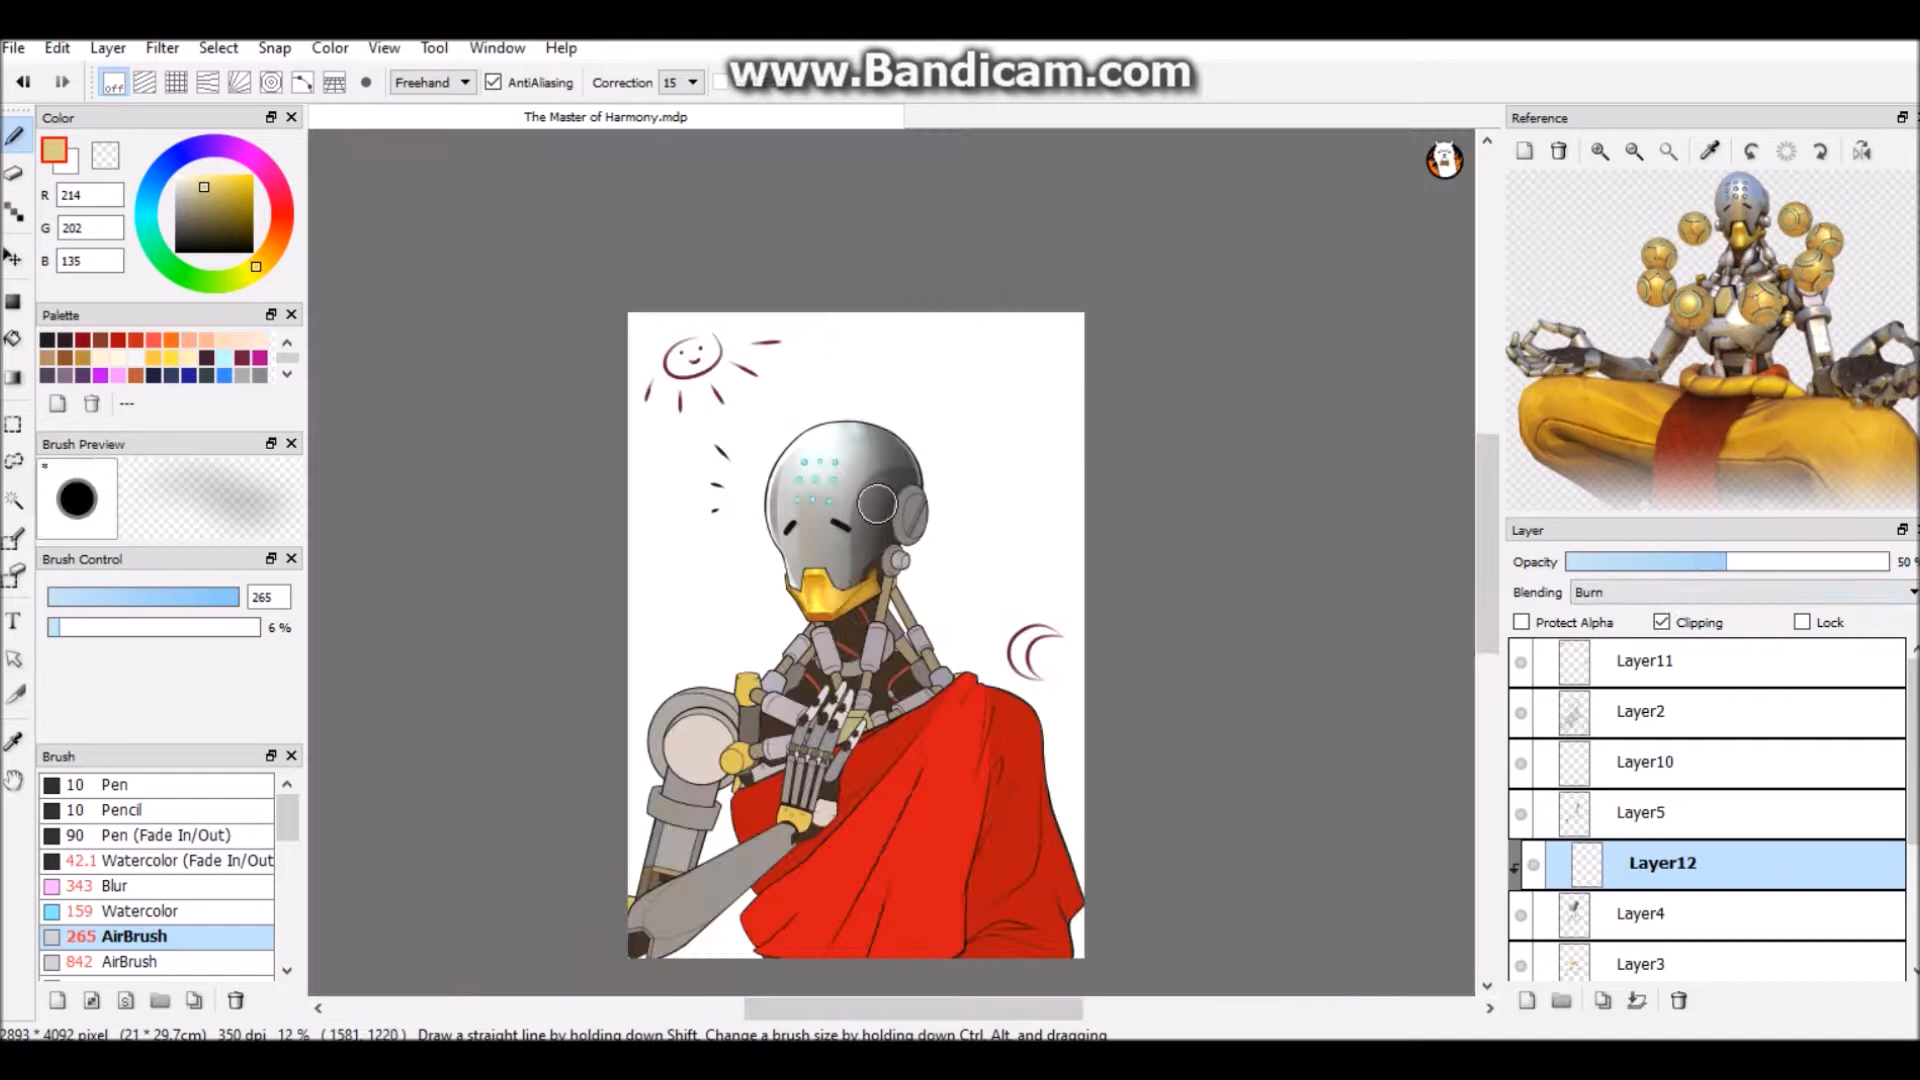 File Edit Layer Filter Select Snap Color View Tool Window Help
www.Bandicam.com
off Freehand AntiAliasing Correction 15
Color
The Master of Harmony.mdp
Reference
R 214
G 202
B 135
Palette
---
Brush Preview
*
Brush Control
265
6 %
Layer
Opacity 50 %
Blending Burn
Protect Alpha Clipping Lock
Layer11
Layer2
Layer10
Layer5
Layer12
Layer4
Layer3
Brush
10 Pen
10 Pencil
90 Pen (Fade In/Out)
42.1 Watercolor (Fade In/Out
343 Blur
159 Watercolor
265 AirBrush
842 AirBrush
2893 * 4092 pixel (21 * 29.7cm) 350 dpi 12 % ( 1581, 1220 ) Draw a straight line by holding down Shift, Change a brush size by holding down Ctrl, Alt, and dragging